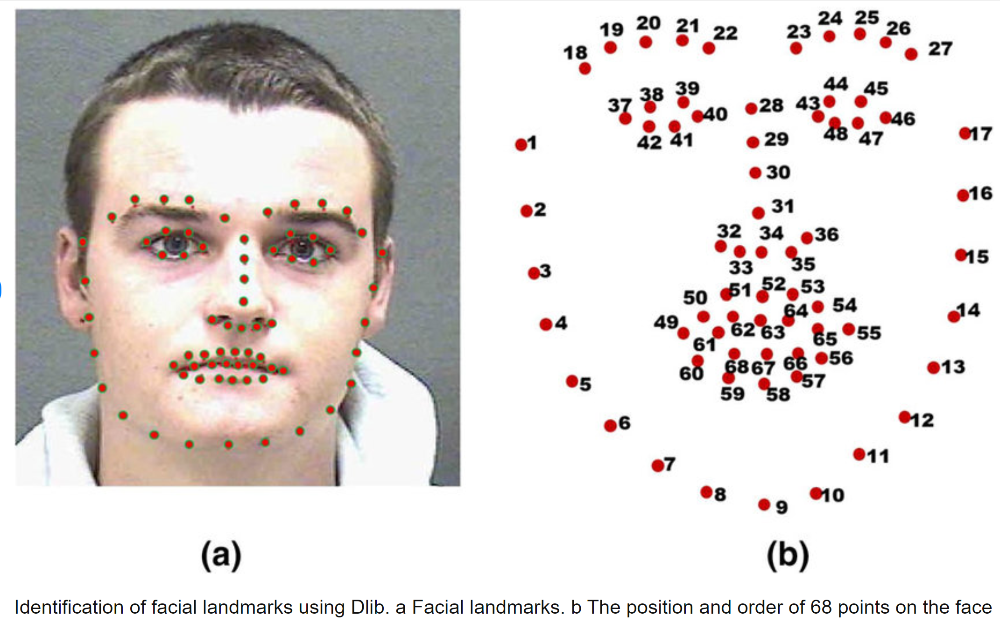 24 25
20 21 23 26
19 22 27
18
44 45
38 39 43
37 40 28 46
42 41 29 48 47 17
1
30
16
2 31
32 34 36
33 35 15
3
51 52 53
50 54 14
49 64
4 62 63 65 55
61
60 68 67 66 56 13
5 59 58 57
6 12
7 11
8 9 10
(a) (b)
Identification of facial landmarks using Dlib. a Facial landmarks. b The position and order of 68 points on the face